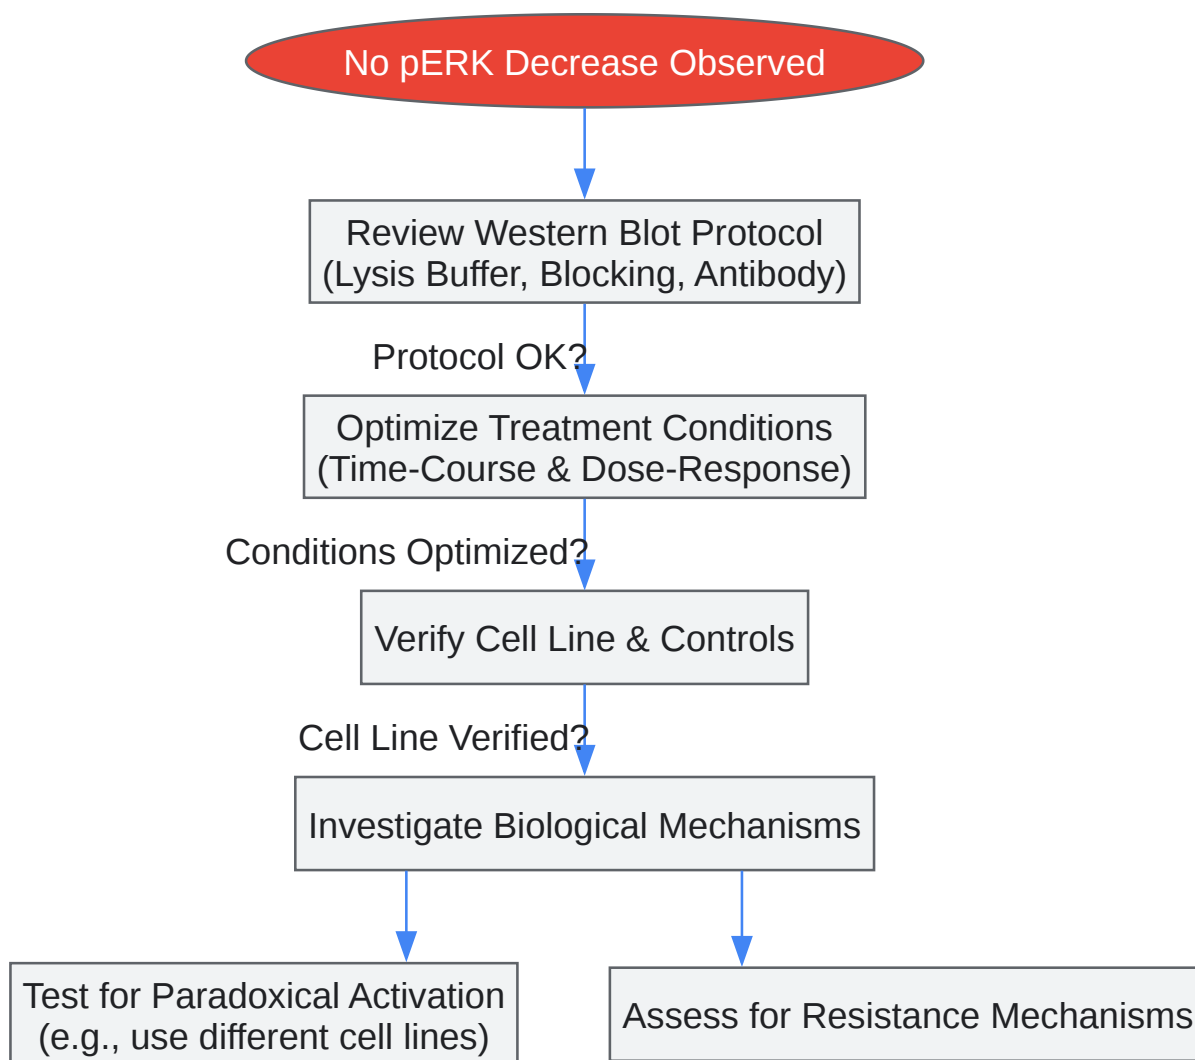 No pERK Decrease Observed
Review Western Blot Protocol
(Lysis Buffer, Blocking, Antibody)
Protocol OK?
Optimize Treatment Conditions
(Time-Course & Dose-Response)
Conditions Optimized?
Verify Cell Line & Controls
Cell Line Verified?
Investigate Biological Mechanisms
Test for Paradoxical Activation
(e.g., use different cell lines)
Assess for Resistance Mechanisms